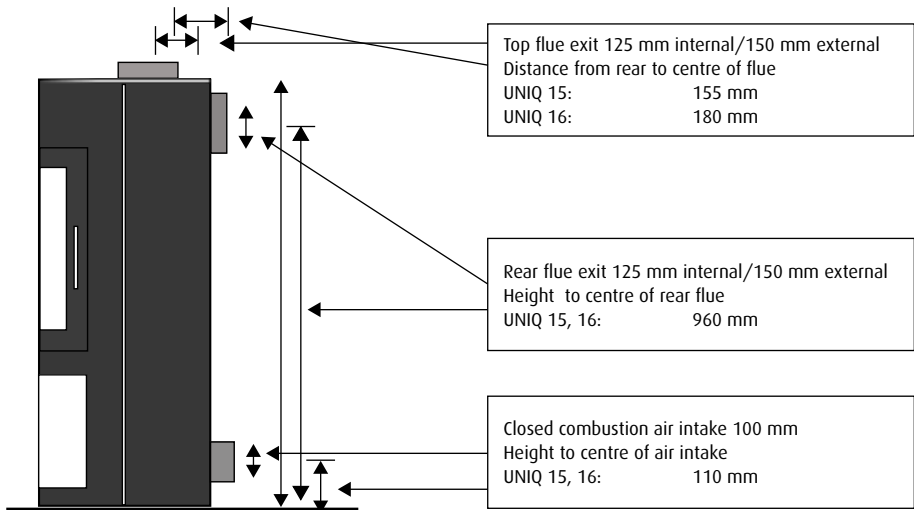 Top flue exit 125 mm internal/150 mm external
Distance from rear to centre of flue
UNIQ 15: 155 mm
UNIQ 16: 180 mm
Rear flue exit 125 mm internal/150 mm external
Height to centre of rear flue
UNIQ 15, 16: 960 mm
Closed combustion air intake 100 mm
Height to centre of air intake
UNIQ 15, 16: 110 mm